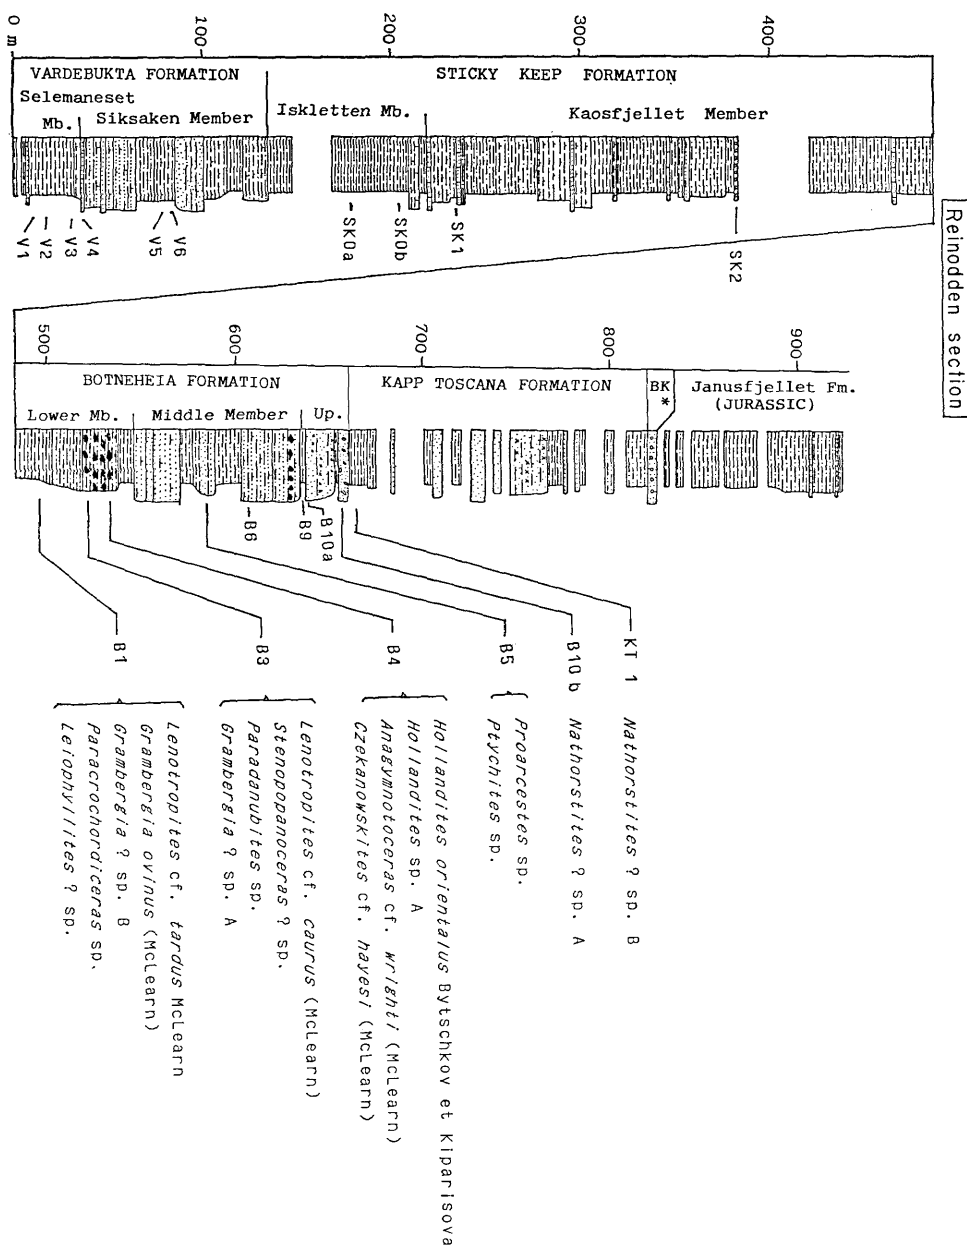 Reinodden section
0 m
100
200
300
400
VARDEBUKTA FORMATION
STICKY KEEP FORMATION
Selemaneset
Mb.
Siksaken Member
Iskletten Mb.
Kaosfjellet Member
V1
V2
V3
V4
V5
V6
SK0a
SK0b
SK1
SK2
500
600
700
800
900
BOTNEHEIA FORMATION
KAPP TOSCANA FORMATION
BK
*
Janusfjellet Fm.
(JURASSIC)
Lower Mb.
Middle Member
Up.
B6
B9
B10a
KT 1
Nathorstites ? sp. B
B10 b
Nathorstites ? sp. A
B5
Proarcestes sp.
Ptychites sp.
B4
Hollandites orientalus Bytschkov et Kiparisova
Hollandites sp. A
Anagymnotoceras cf. wrighti (McLearn)
Czekanowskites cf. hayesi (McLearn)
B3
Lenotropites cf. caurus (McLearn)
Stenopopanoceras ? sp.
Paradanubites sp.
Grambergia ? sp. A
B1
Lenotropites cf. tardus McLearn
Grambergia ovinus (McLearn)
Grambergia ? sp. B
Paracrochordiceras sp.
Leiophyllites ? sp.